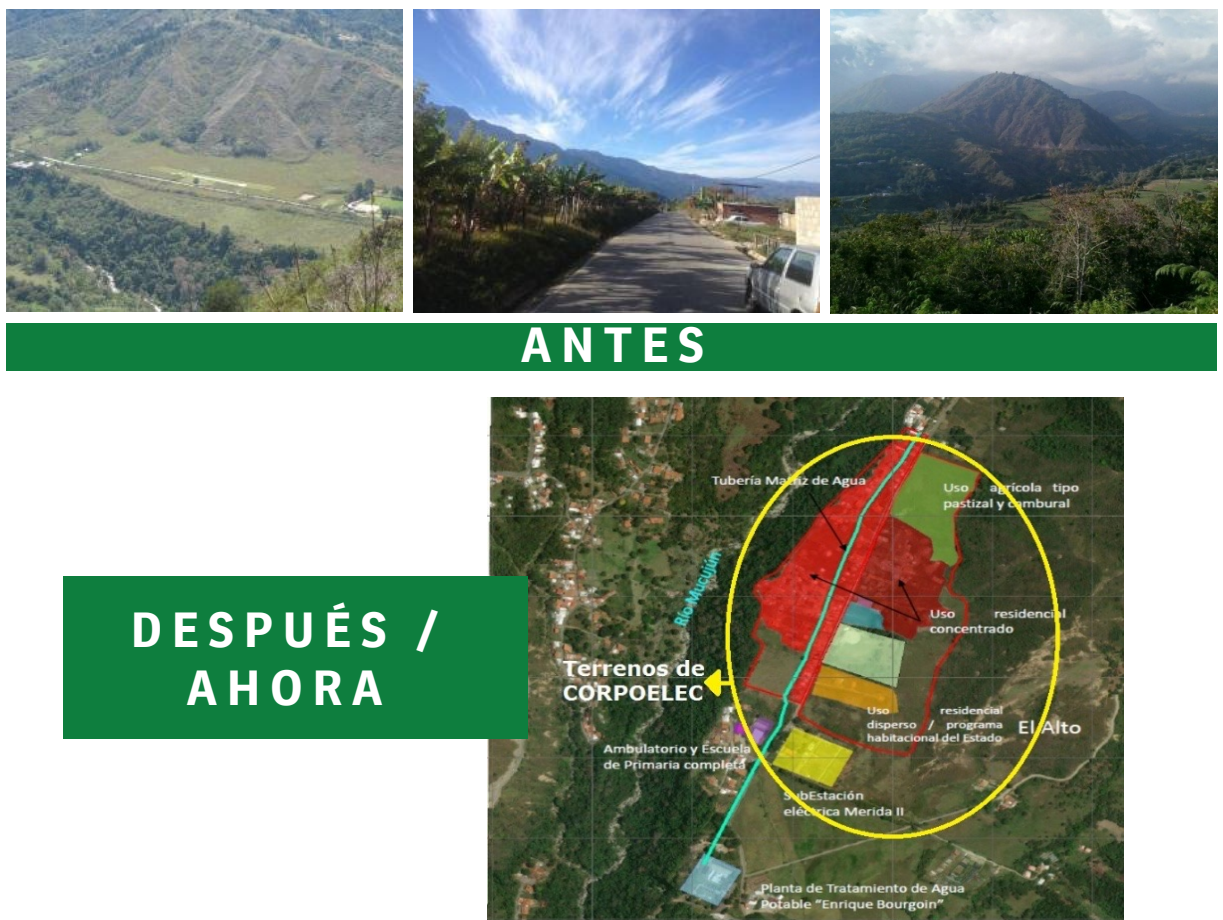 ANTES
DESPUÉS /
AHORA
Tubería Matriz de Agua
Uso agrícola tipo
pastizal y cambural
Río Mucujún
Uso residencial
concentrado
Terrenos de
CORPOELEC
Uso residencial
disperso / programa
habitacional del Estado
El Alto
Ambulatorio y Escuela
de Primaria completa
SubEstación
eléctrica Merida II
Planta de Tratamiento de Agua
Potable “Enrique Bourgoin”